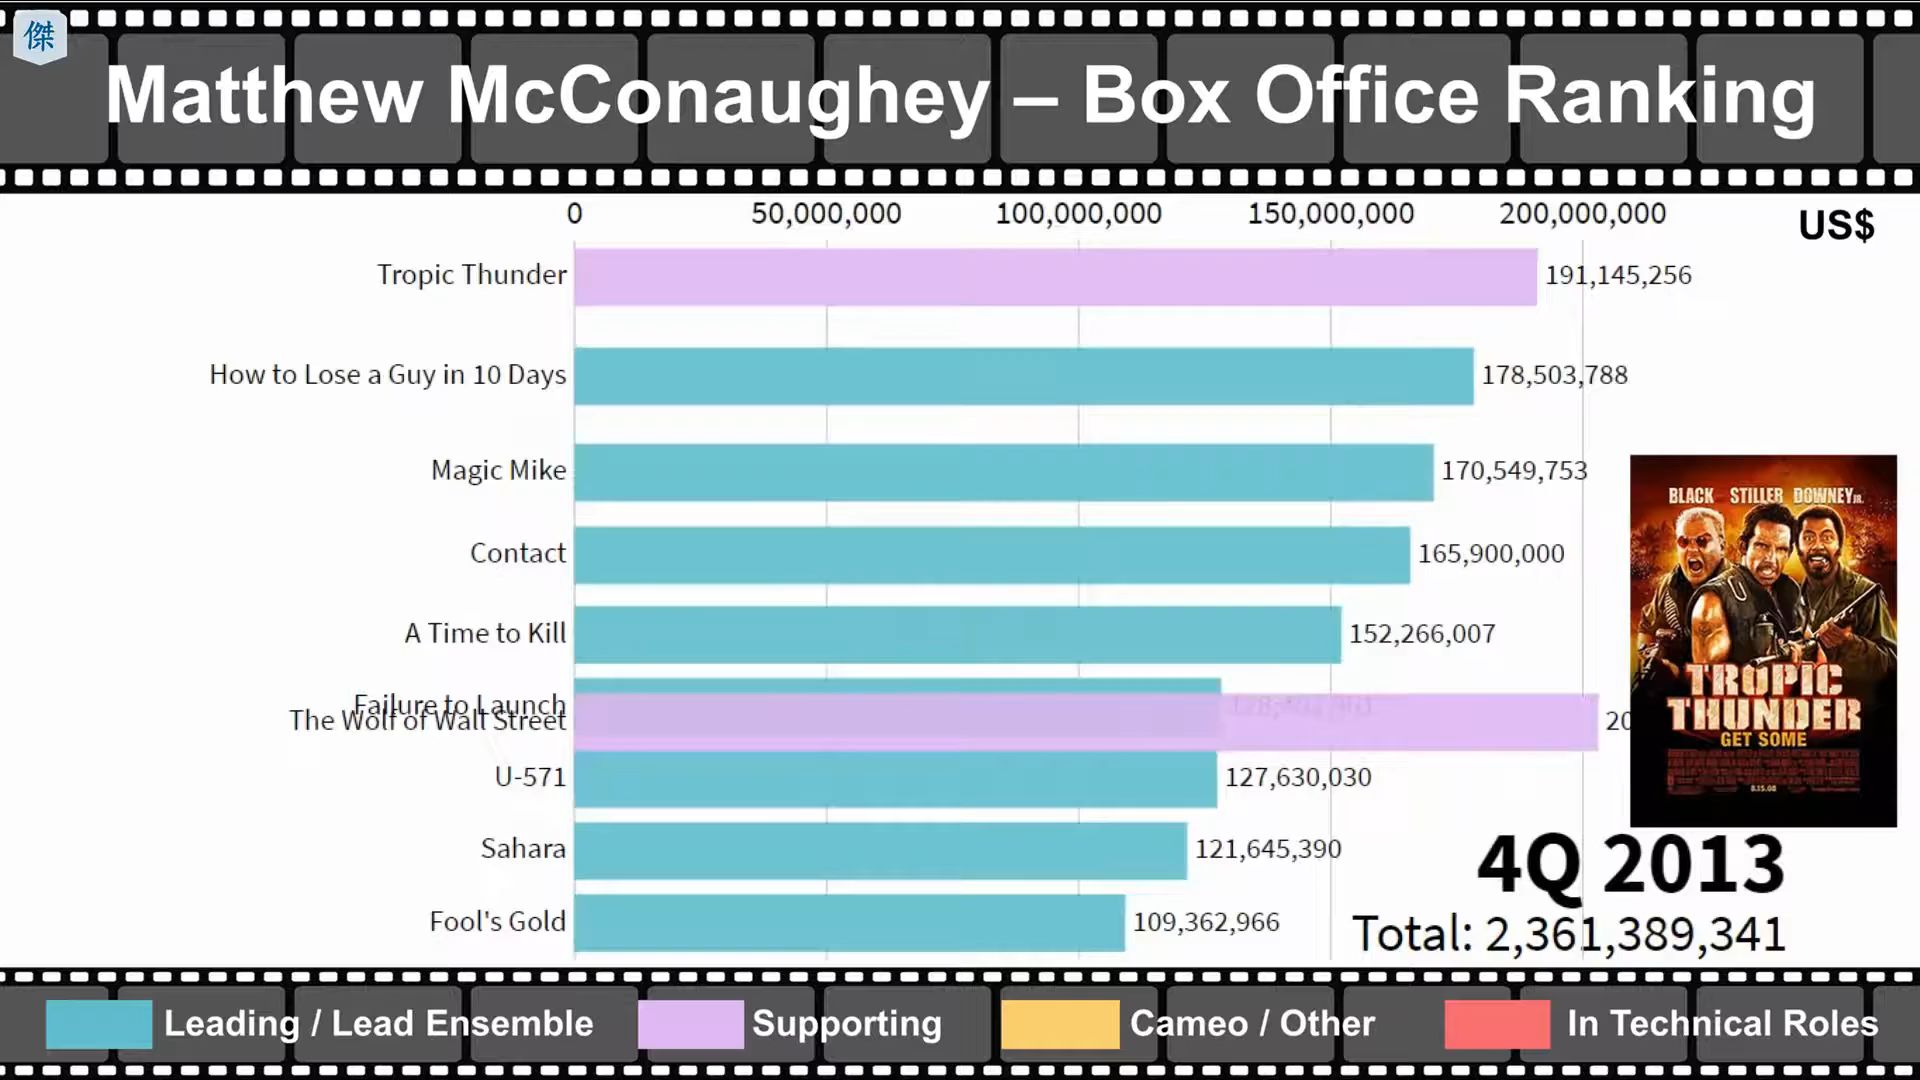 傑
Matthew McConaughey – Box Office Ranking
0 50,000,000 100,000,000 150,000,000 200,000,000 US$
Tropic Thunder 191,145,256
How to Lose a Guy in 10 Days 178,503,788
Magic Mike 170,549,753
Contact 165,900,000
A Time to Kill 152,266,007
Failure to Launch
The Wolf of Wall Street 20
U-571 127,630,030
Sahara 121,645,390
Fool's Gold 109,362,966
BLACK STILLER DOWNEY JR.
TROPIC
THUNDER
GET SOME
8.15.08
4Q 2013
Total: 2,361,389,341
Leading / Lead Ensemble Supporting Cameo / Other In Technical Roles